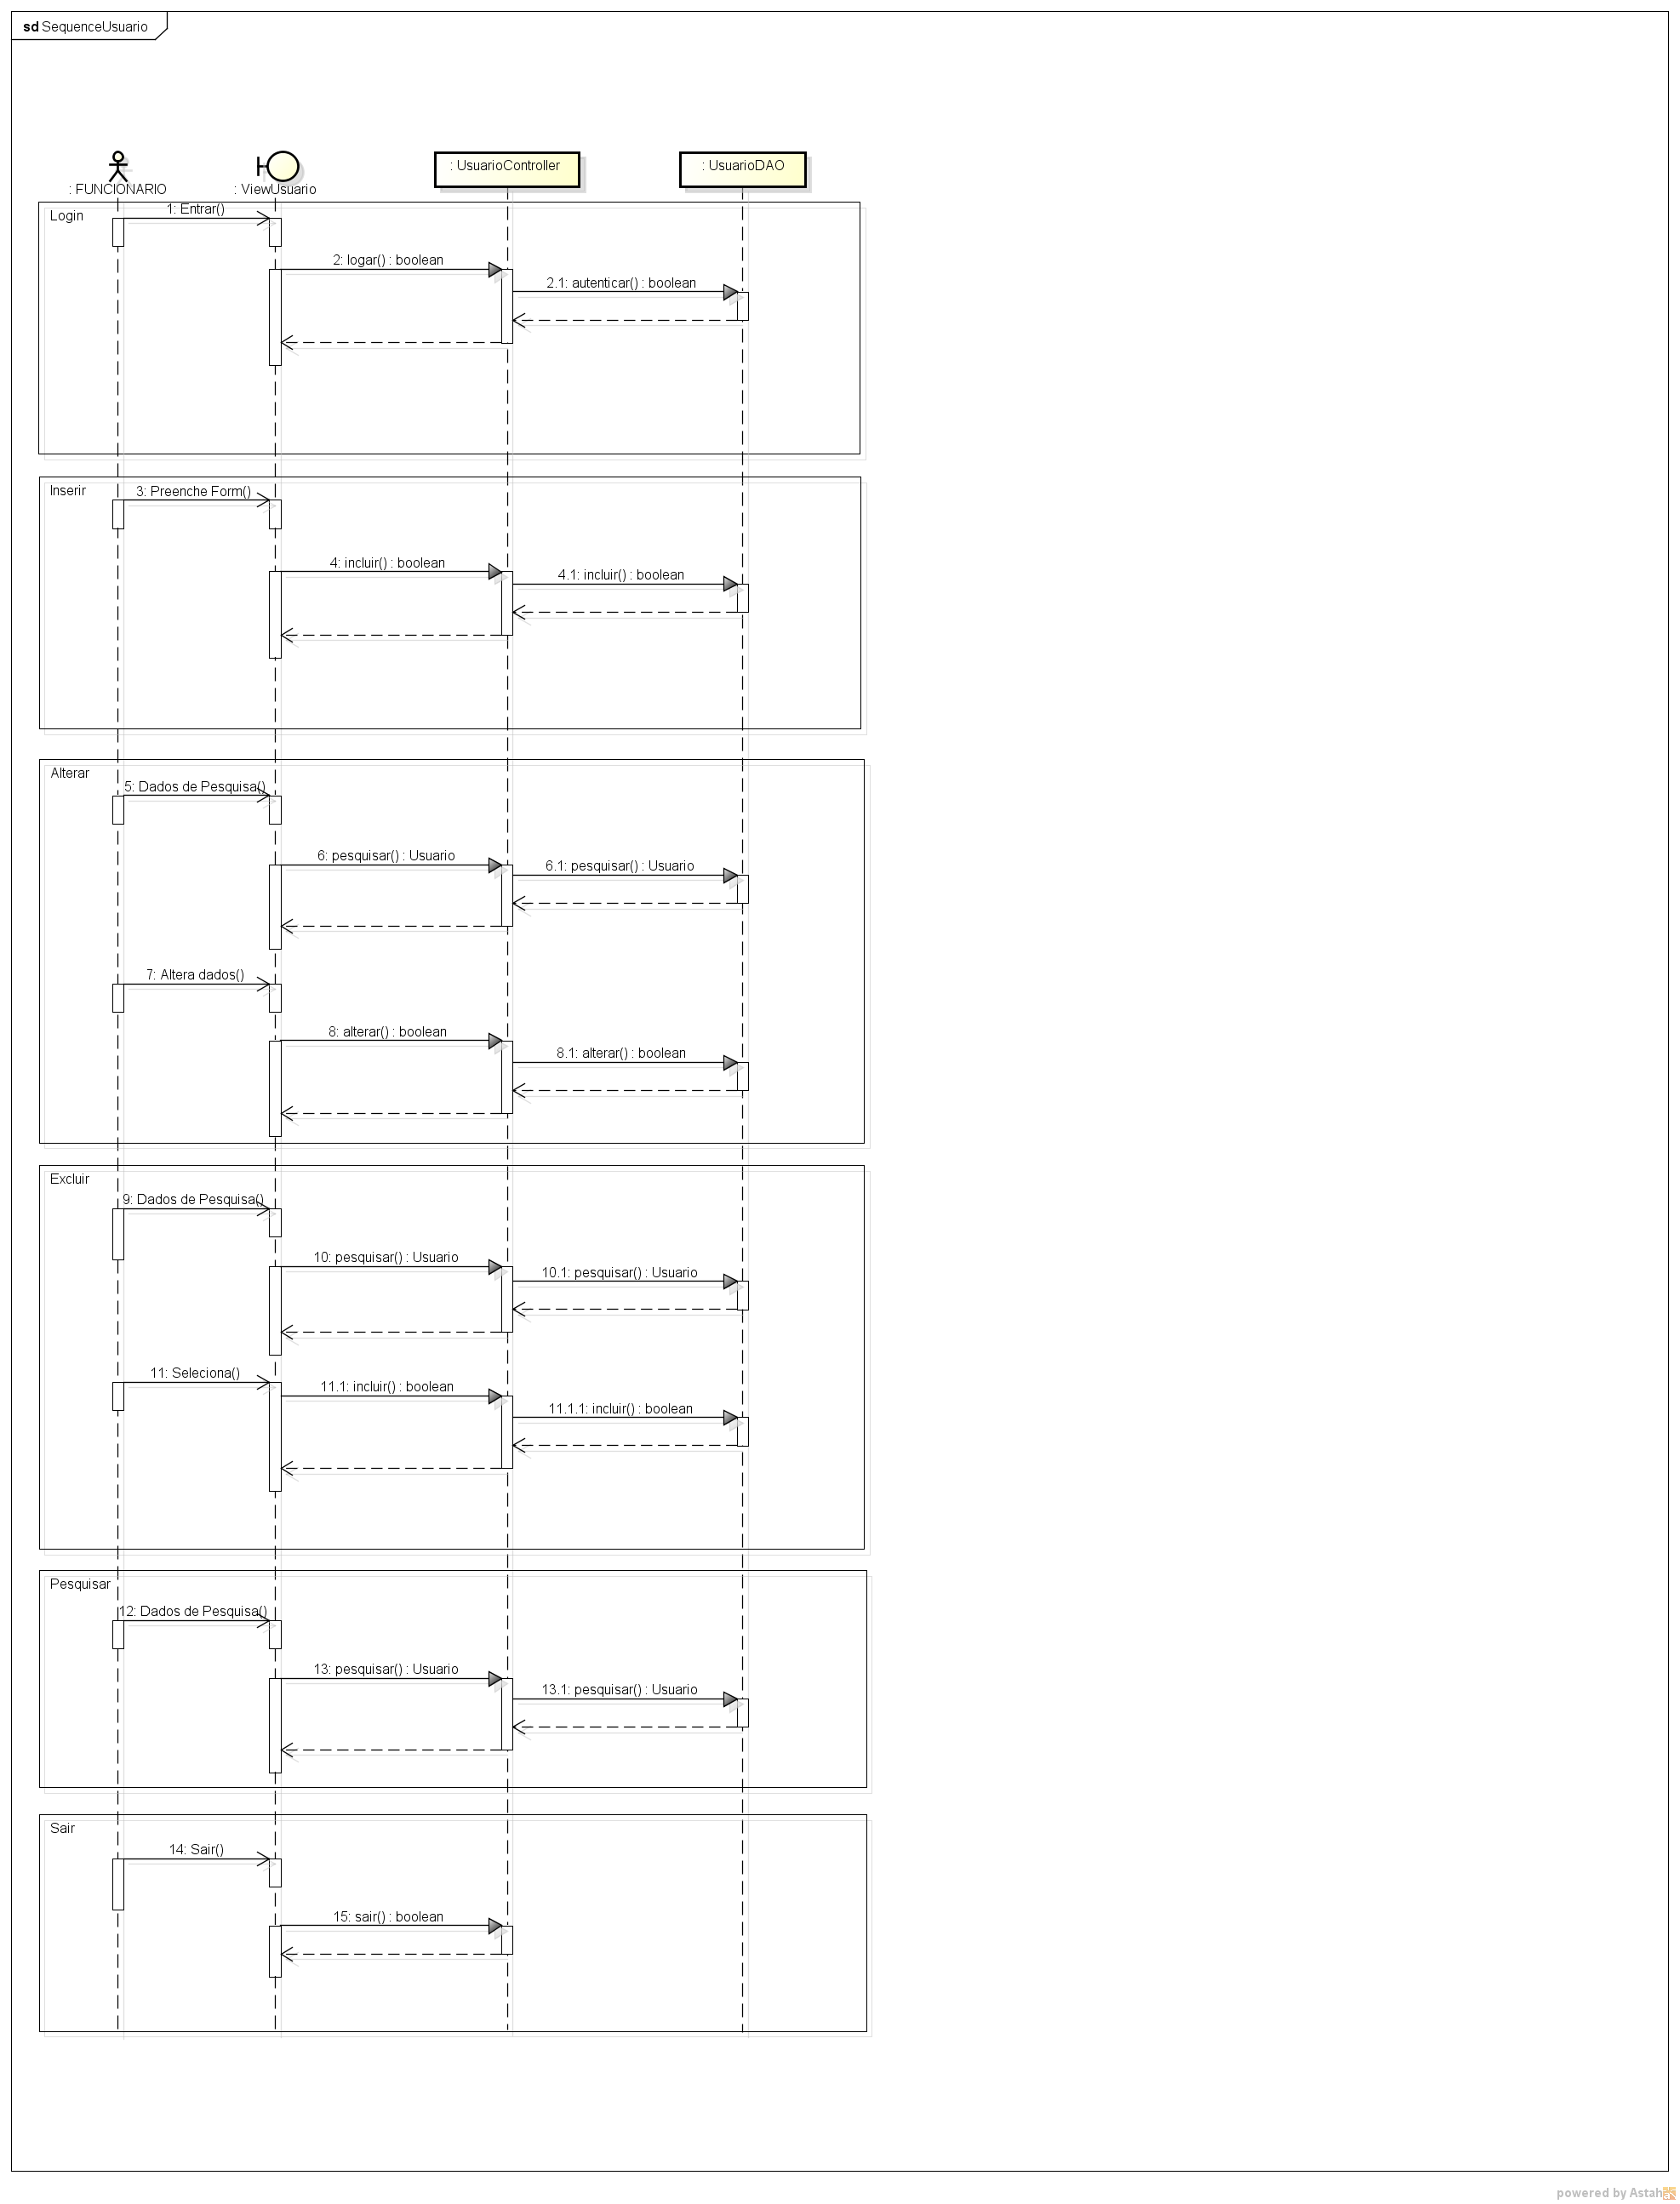 sd SequenceUsuario
: FUNCIONARIO
: ViewUsuario
: UsuarioController
: UsuarioDAO
Login
1: Entrar()
2: logar() : boolean
2.1: autenticar() : boolean
Inserir
3: Preenche Form()
4: incluir() : boolean
4.1: incluir() : boolean
Alterar
5: Dados de Pesquisa()
6: pesquisar() : Usuario
6.1: pesquisar() : Usuario
7: Altera dados()
8: alterar() : boolean
8.1: alterar() : boolean
Excluir
9: Dados de Pesquisa()
10: pesquisar() : Usuario
10.1: pesquisar() : Usuario
11: Seleciona()
11.1: incluir() : boolean
11.1.1: incluir() : boolean
Pesquisar
12: Dados de Pesquisa()
13: pesquisar() : Usuario
13.1: pesquisar() : Usuario
Sair
14: Sair()
15: sair() : boolean
powered by Astah